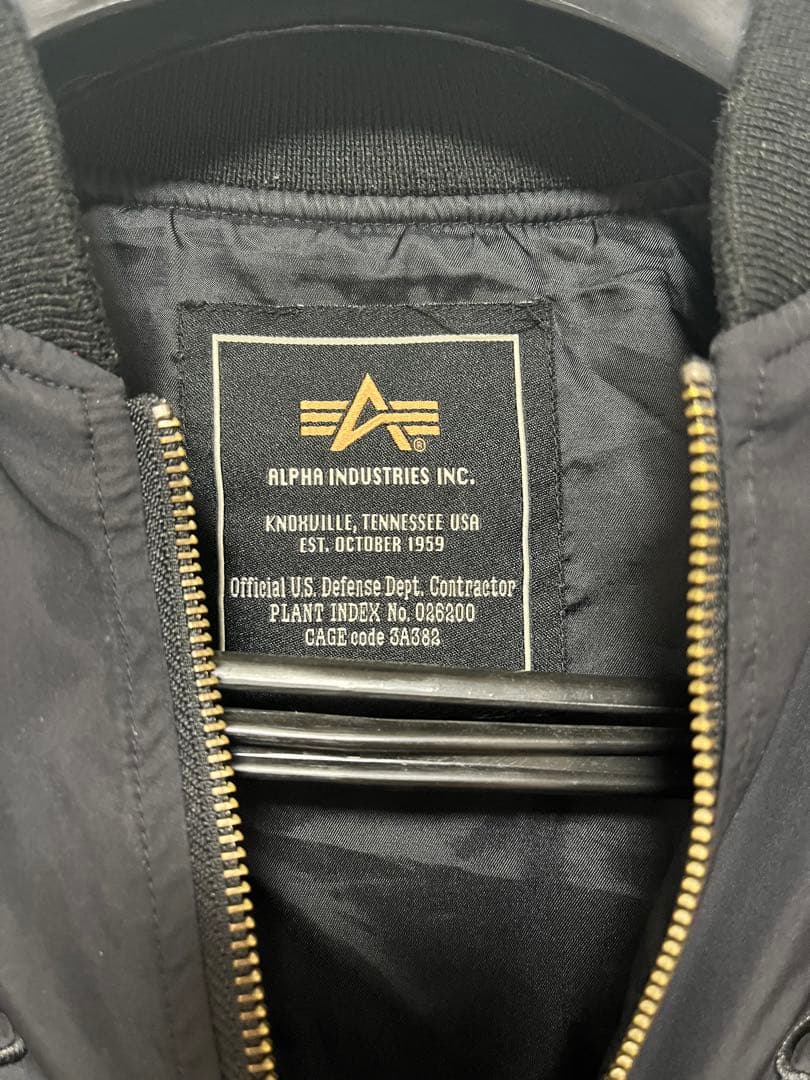 ®
ALPHA INDUSTRIES INC.
KNOXVILLE, TENNESSEE USA
EST. OCTOBER 1959
Official U.S. Defense Dept. Contractor
PLANT INDEX No. 026200
CAGE code 3A382